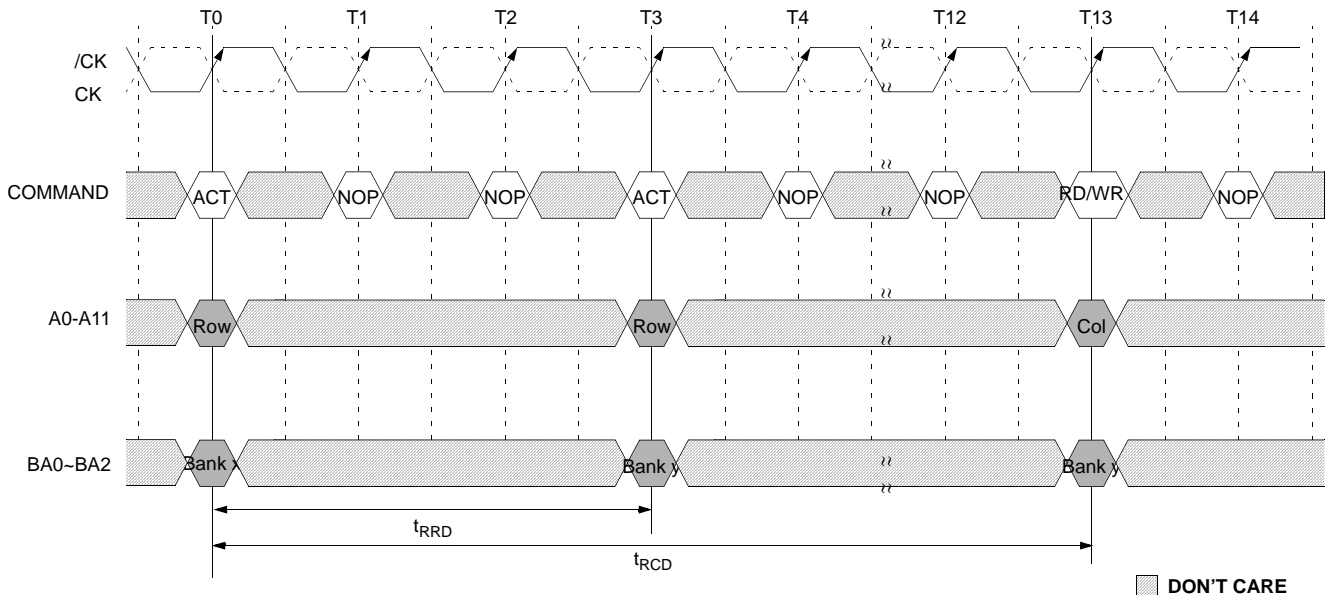 T0 T1 T2 T3 T4 T12 T13 T14
/CK
CK
COMMAND ACT NOP NOP ACT NOP NOP RD/WR NOP
A0-A11 Row Row Col
BA0~BA2 Bank x Bank y Bank y
tRRD
tRCD
DON'T CARE